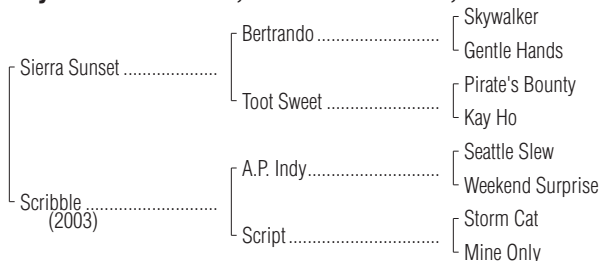 Skywalker
Bertrando
Gentle Hands
Sierra Sunset
Pirate's Bounty
Toot Sweet
Kay Ho
Seattle Slew
A.P. Indy
Weekend Surprise
Scribble
(2003)
Storm Cat
Script
Mine Only